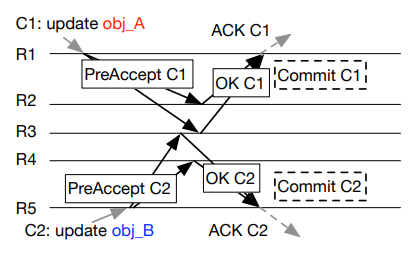 C1: update obj_A
ACK C1
R1
PreAccept C1
OK C1
Commit C1
R2
R3
R4
PreAccept C2
OK C2
Commit C2
R5
C2: update obj_B
ACK C2